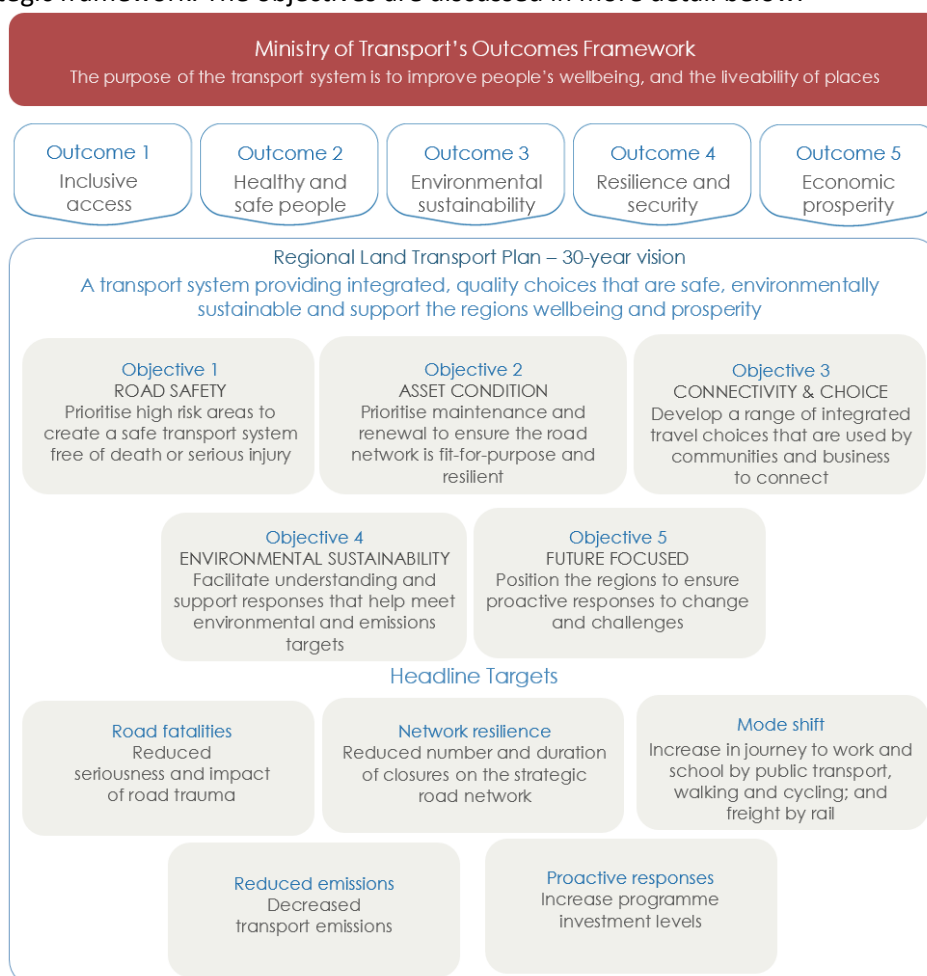 tegic framework. The objectives are discussed in more detail below.
Ministry of Transport's Outcomes Framework
The purpose of the transport system is to improve people's wellbeing, and the liveability of places
Outcome 1
Inclusive
access
Outcome 2
Healthy and
safe people
Outcome 3
Environmental
sustainability
Outcome 4
Resilience and
security
Outcome 5
Economic
prosperity
Regional Land Transport Plan – 30-year vision
A transport system providing integrated, quality choices that are safe, environmentally
sustainable and support the regions wellbeing and prosperity
Objective 1
ROAD SAFETY
Prioritise high risk areas to
create a safe transport system
free of death or serious injury
Objective 2
ASSET CONDITION
Prioritise maintenance and
renewal to ensure the road
network is fit-for-purpose and
resilient
Objective 3
CONNECTIVITY & CHOICE
Develop a range of integrated
travel choices that are used by
communities and business
to connect
Objective 4
ENVIRONMENTAL SUSTAINABILITY
Facilitate understanding and
support responses that help meet
environmental and emissions
targets
Objective 5
FUTURE FOCUSED
Position the regions to ensure
proactive responses to change
and challenges
Headline Targets
Road fatalities
Reduced
seriousness and impact
of road trauma
Network resilience
Reduced number and duration
of closures on the strategic
road network
Mode shift
Increase in journey to work and
school by public transport,
walking and cycling; and
freight by rail
Reduced emissions
Decreased
transport emissions
Proactive responses
Increase programme
investment levels